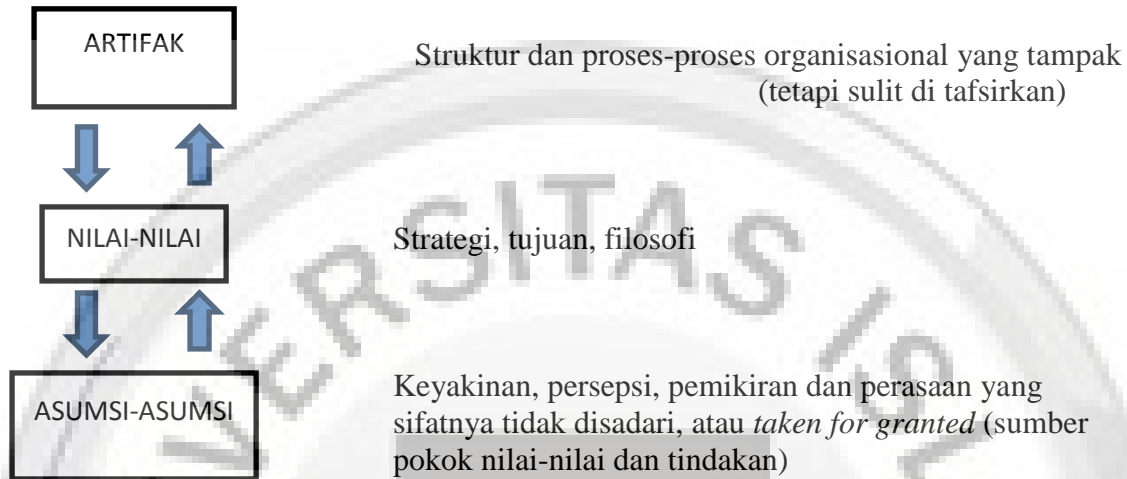 ARTIFAK
Struktur dan proses-proses organisasional yang tampak
(tetapi sulit di tafsirkan)
NILAI-NILAI
Strategi, tujuan, filosofi
ASUMSI-ASUMSI
Keyakinan, persepsi, pemikiran dan perasaan yang
sifatnya tidak disadari, atau taken for granted (sumber
pokok nilai-nilai dan tindakan)
VERSITAS IS